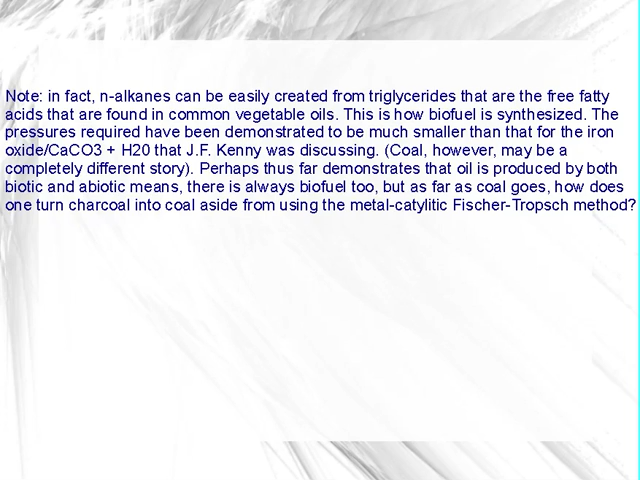 Note: in fact, n-alkanes can be easily created from triglycerides that are the free fatty
acids that are found in common vegetable oils. This is how biofuel is synthesized. The
pressures required have been demonstrated to be much smaller than that for the iron
oxide/CaCO3 + H20 that J.F. Kenny was discussing. (Coal, however, may be a
completely different story). Perhaps thus far demonstrates that oil is produced by both
biotic and abiotic means, there is always biofuel too, but as far as coal goes, how does
one turn charcoal into coal aside from using the metal-catylitic Fischer-Tropsch method?